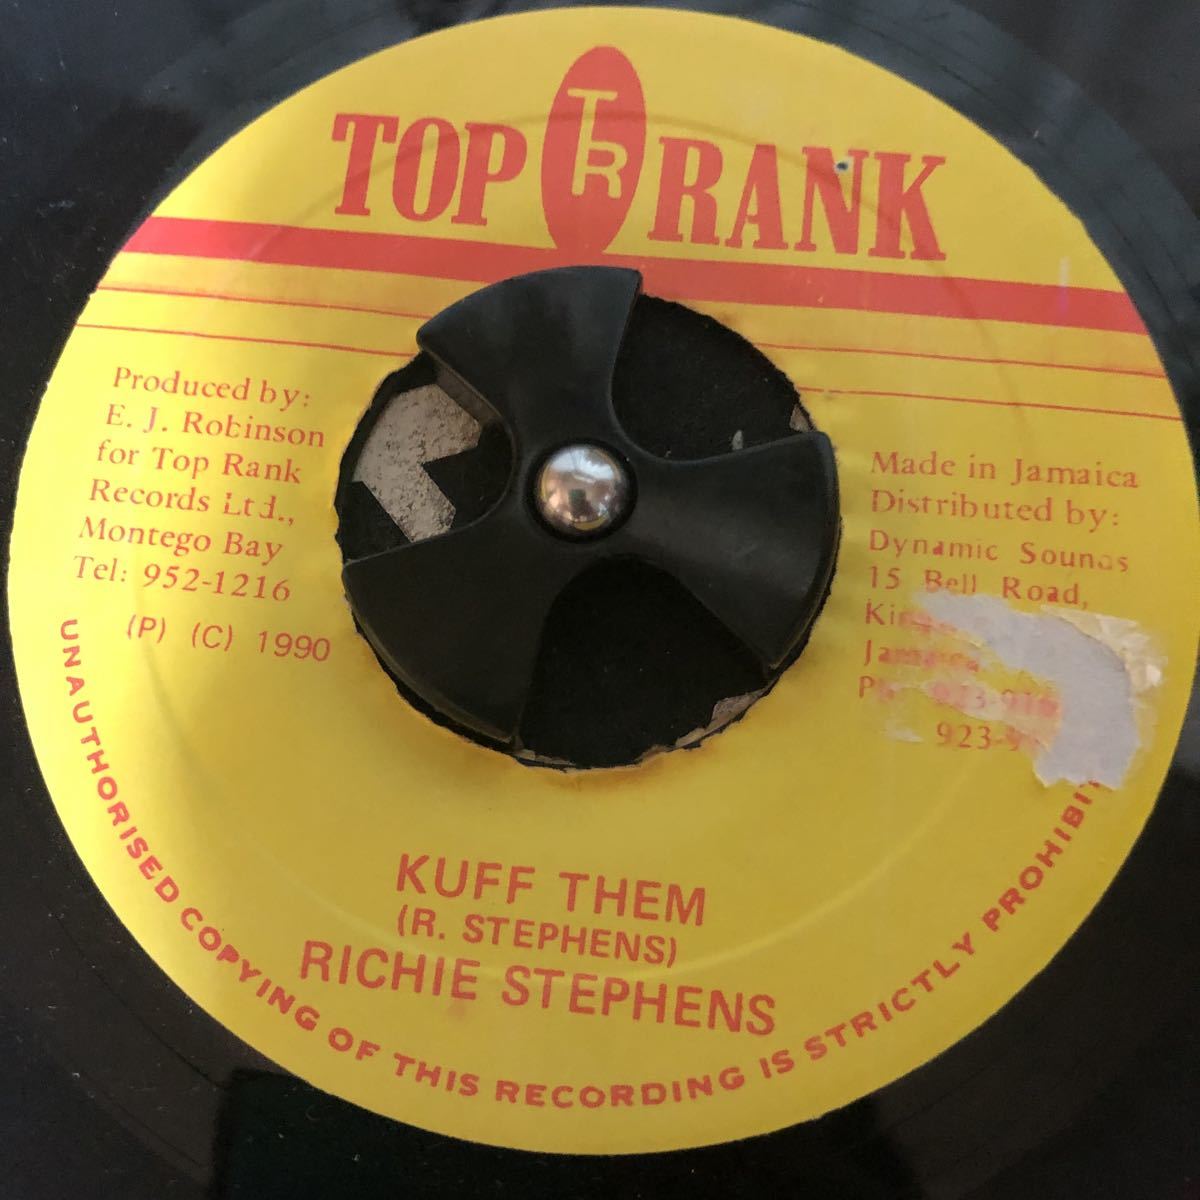 TOP TR RANK
Produced by:
E. J. Robinson
for Top Rank
Records Ltd.,
Montego Bay
Tel: 952-1216
(P) (C) 1990
Made in Jamaica
Distributed by:
Dynamic Sounds
15 Bell Road,
Jamaica
KUFF THEM
(R. STEPHENS)
RICHIE STEPHENS
UNAUTHORISED COPYING OF THIS RECORDING IS STRICTLY PROHIBIT